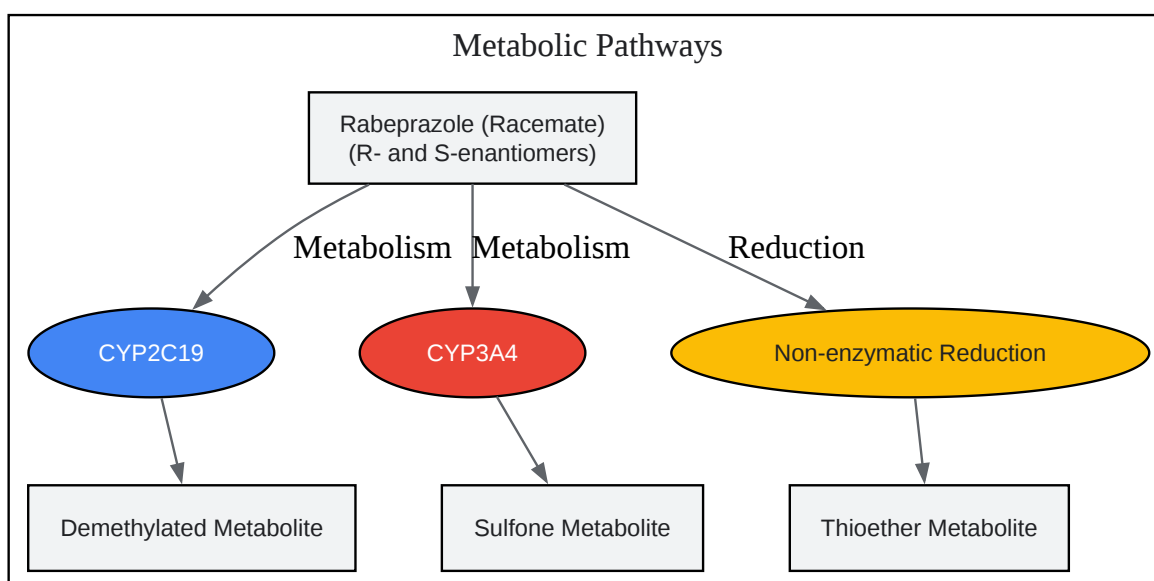 Metabolic Pathways
Rabeprazole (Racemate)
(R- and S-enantiomers)
Metabolism
Metabolism
Reduction
CYP2C19
CYP3A4
Non-enzymatic Reduction
Demethylated Metabolite
Sulfone Metabolite
Thioether Metabolite